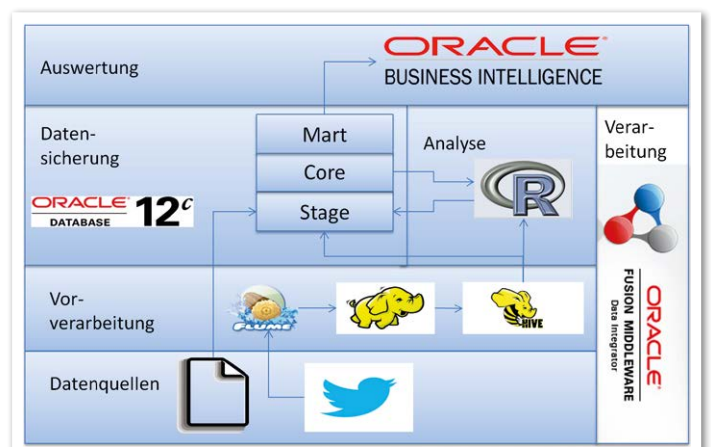 Auswertung
ORACLE
BUSINESS INTELLIGENCE
Daten-
sicherung
ORACLE
DATABASE
12c
Mart
Core
Stage
Analyse
R
Verar-
beitung
ORACLE
FUSION MIDDLEWARE
Data Integrator
Vor-
verarbeitung
FLUME
HIVE
Datenquellen